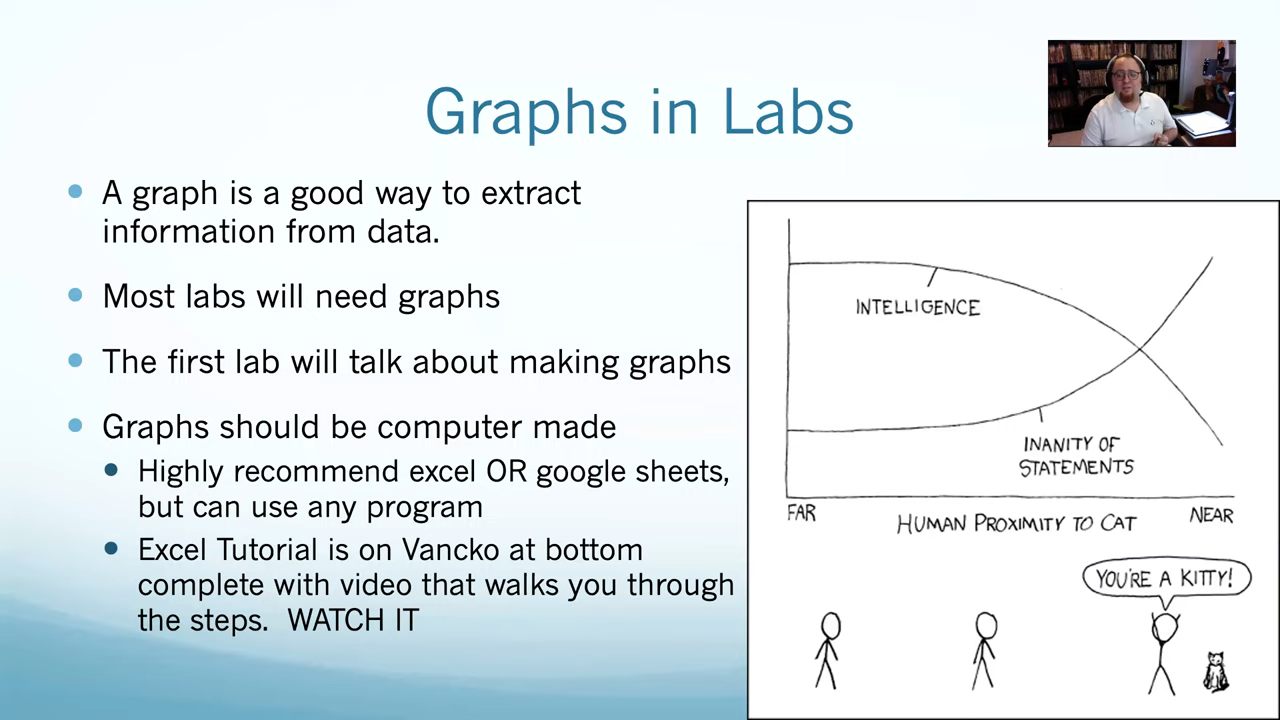 Graphs in Labs
A graph is a good way to extract
information from data.
Most labs will need graphs
The first lab will talk about making graphs
Graphs should be computer made
Highly recommend excel OR google sheets,
but can use any program
Excel Tutorial is on Vancko at bottom
complete with video that walks you through
the steps.  WATCH IT
INTELLIGENCE
INANITY OF
STATEMENTS
FAR
HUMAN PROXIMITY TO CAT
NEAR
YOU'RE A KITTY!